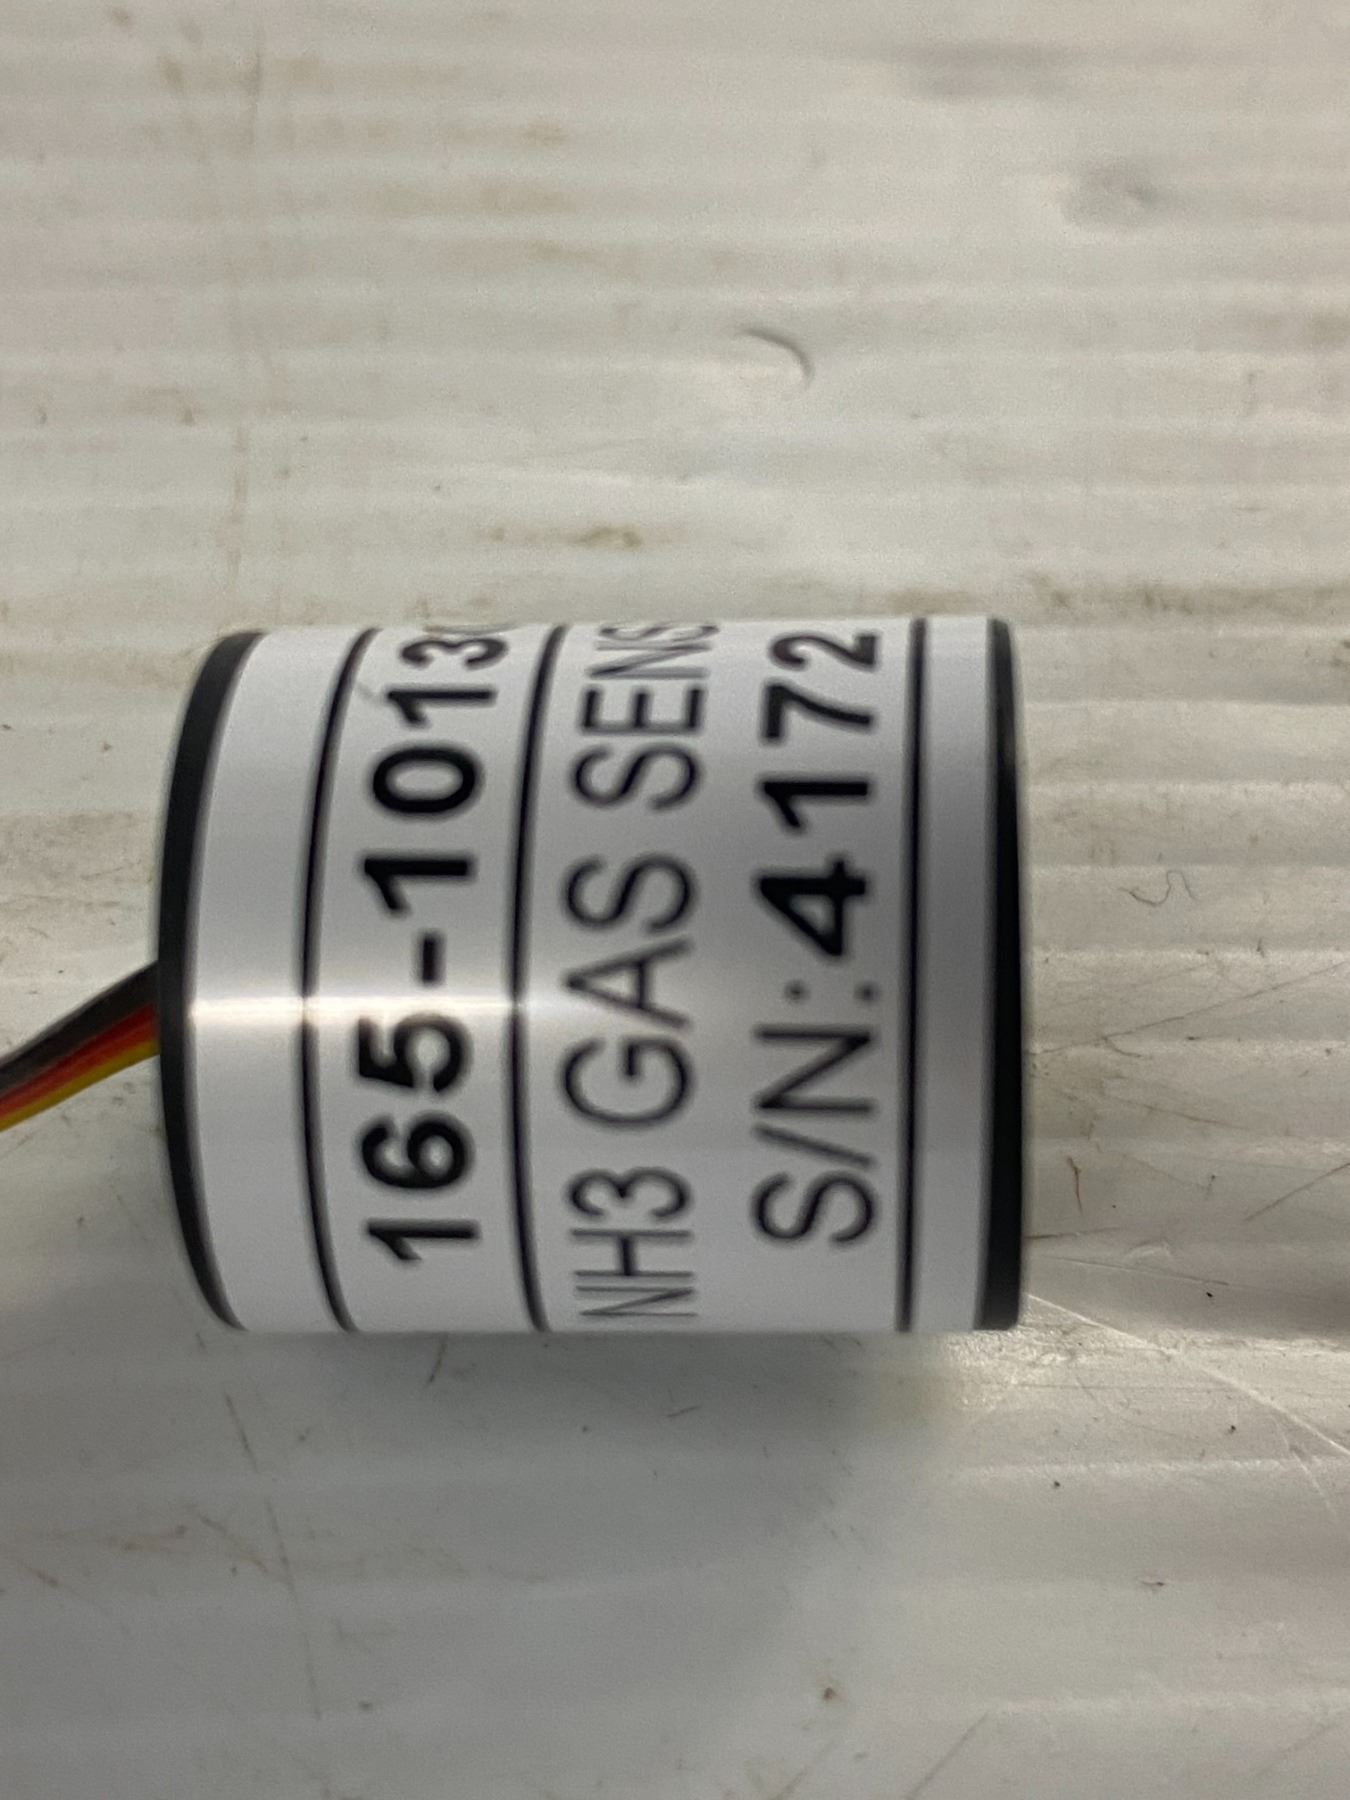 165-1013
NH3 GAS SENS
S/N:4172